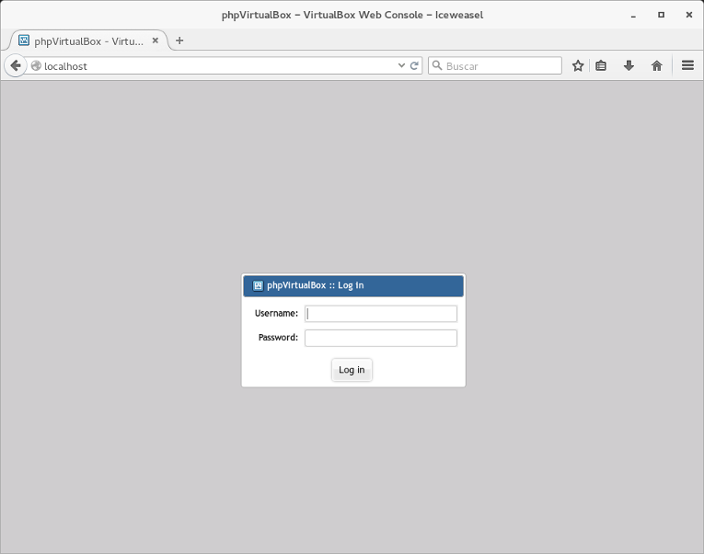 phpVirtualBox – VirtualBox Web Console – Iceweasel
phpVirtualBox - Virtu...
localhost
Buscar
phpVirtualBox :: Log in
Username:
Password:
Log in